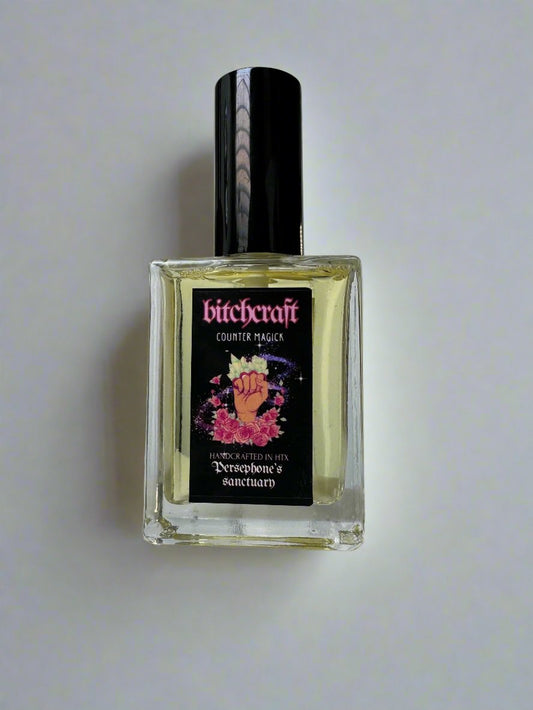 bitchcraft
COUNTER MAGICK
HANDCRAFTED IN HTX
Persephone's
sanctuary